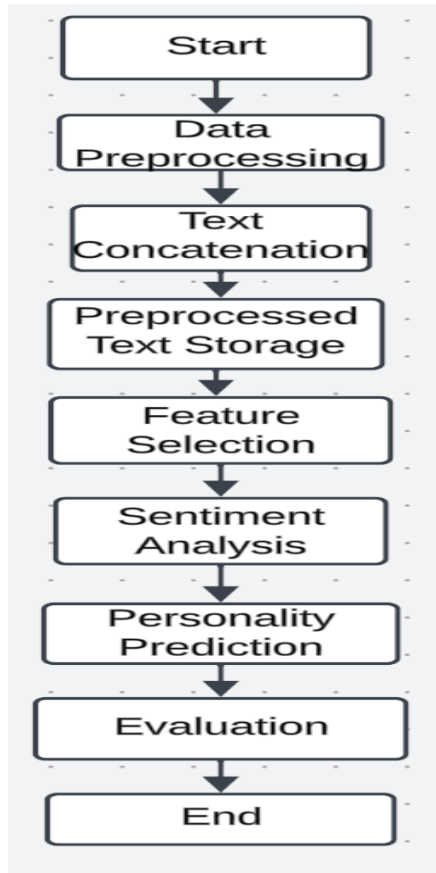 Start
Data
Preprocessing
Text
Concatenation
Preprocessed
Text Storage
Feature
Selection
Sentiment
Analysis
Personality
Prediction
Evaluation
End